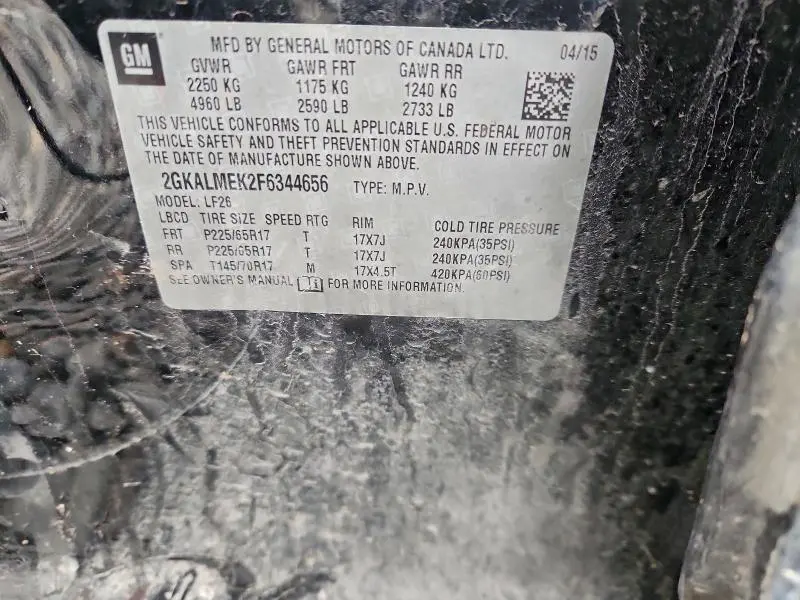 GM
MFD BY GENERAL MOTORS OF CANADA LTD. 04/15
GVWR GAWR FRT GAWR RR
2250 KG 1175 KG 1240 KG
4960 LB 2590 LB 2733 LB
THIS VEHICLE CONFORMS TO ALL APPLICABLE U.S. FEDERAL MOTOR
VEHICLE SAFETY AND THEFT PREVENTION STANDARDS IN EFFECT ON
THE DATE OF MANUFACTURE SHOWN ABOVE.
2GKALMEK2F6344656 TYPE: M.P.V.
MODEL: LF26
LBCD TIRE SIZE SPEED RTG RIM COLD TIRE PRESSURE
FRT P225/65R17 T 17X7J 240KPA(35PSI)
RR P225/65R17 T 17X7J 240KPA(35PSI)
SPA T145/70R17 M 17X4.5T 420KPA(60PSI)
SEE OWNER'S MANUAL FOR MORE INFORMATION.